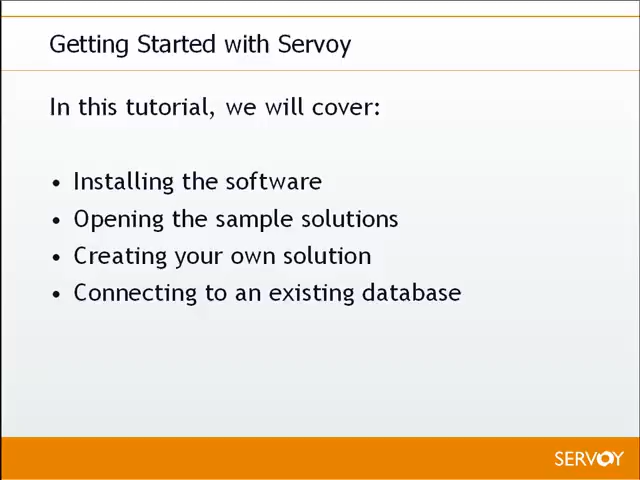 Getting Started with Servoy
In this tutorial, we will cover:
• Installing the software
• Opening the sample solutions
• Creating your own solution
• Connecting to an existing database
SERVOY